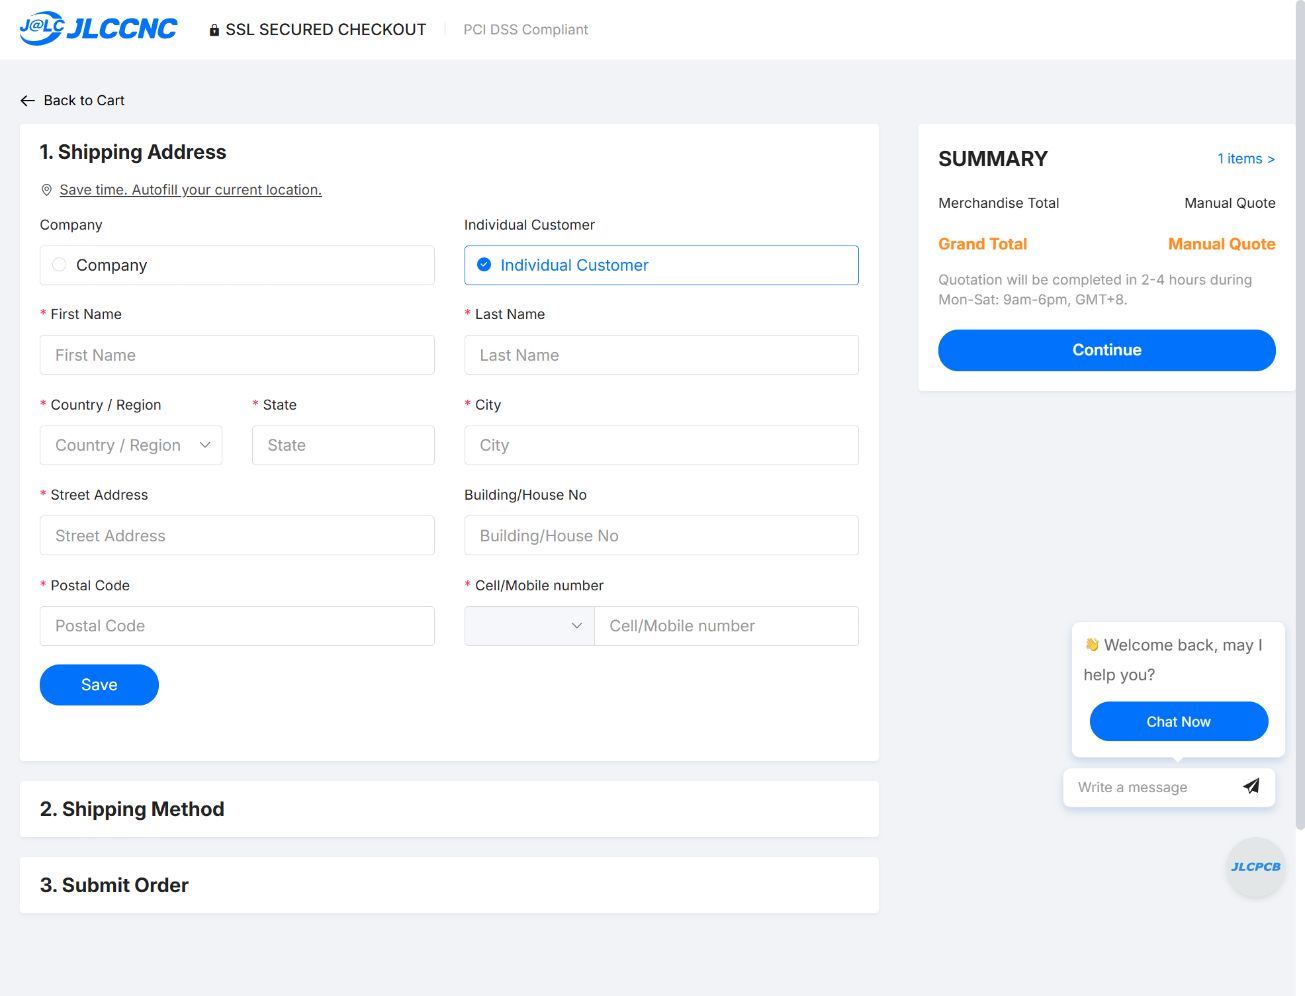 J@LC JLCCNC
SSL SECURED CHECKOUT
PCI DSS Compliant
Back to Cart
1. Shipping Address
Save time. Autofill your current location.
Company
Individual Customer
Company
Individual Customer
* First Name
* Last Name
First Name
Last Name
* Country / Region
* State
* City
Country / Region
State
City
* Street Address
Building/House No
Street Address
Building/House No
* Postal Code
* Cell/Mobile number
Postal Code
Cell/Mobile number
Save
2. Shipping Method
3. Submit Order
SUMMARY
1 items >
Merchandise Total
Manual Quote
Grand Total
Manual Quote
Quotation will be completed in 2-4 hours during
Mon-Sat: 9am-6pm, GMT+8.
Continue
👋 Welcome back, may I
help you?
Chat Now
Write a message
JLCPCB